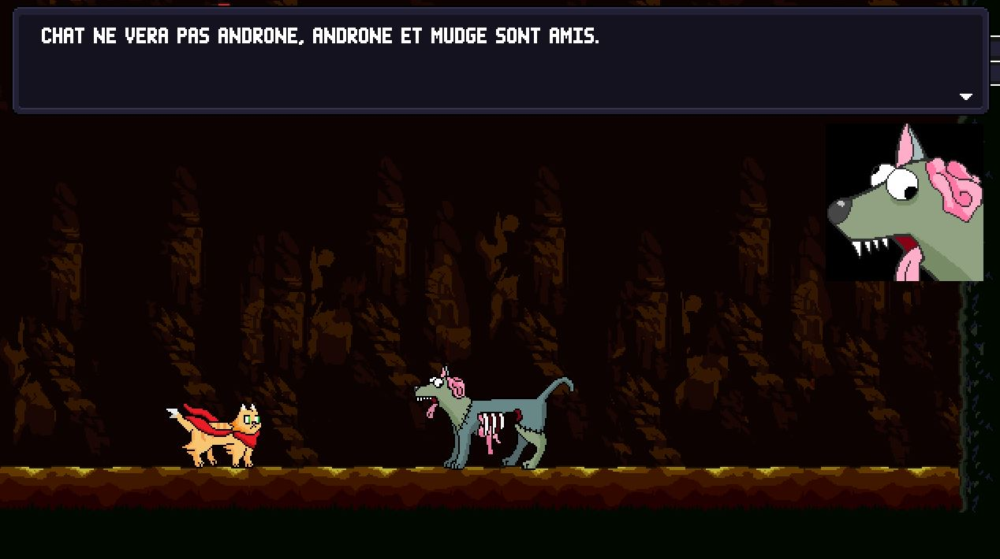 CHAT NE VERA PAS ANDRONE, ANDRONE ET MUDGE SONT AMIS.